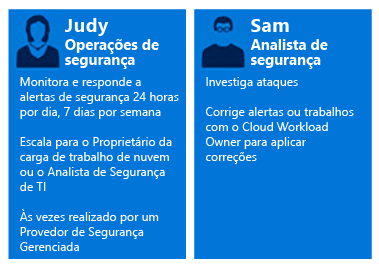 Judy
Operações de
segurança
Monitora e responde a
alertas de segurança 24 horas
por dia, 7 dias por semana
Escala para o Proprietário da
carga de trabalho de nuvem
ou o Analista de Segurança
de TI
Às vezes realizado por um
Provedor de Segurança
Gerenciada
Sam
Analista de
segurança
Investiga ataques
Corrige alertas ou trabalhos
com o Cloud Workload
Owner para aplicar
correções